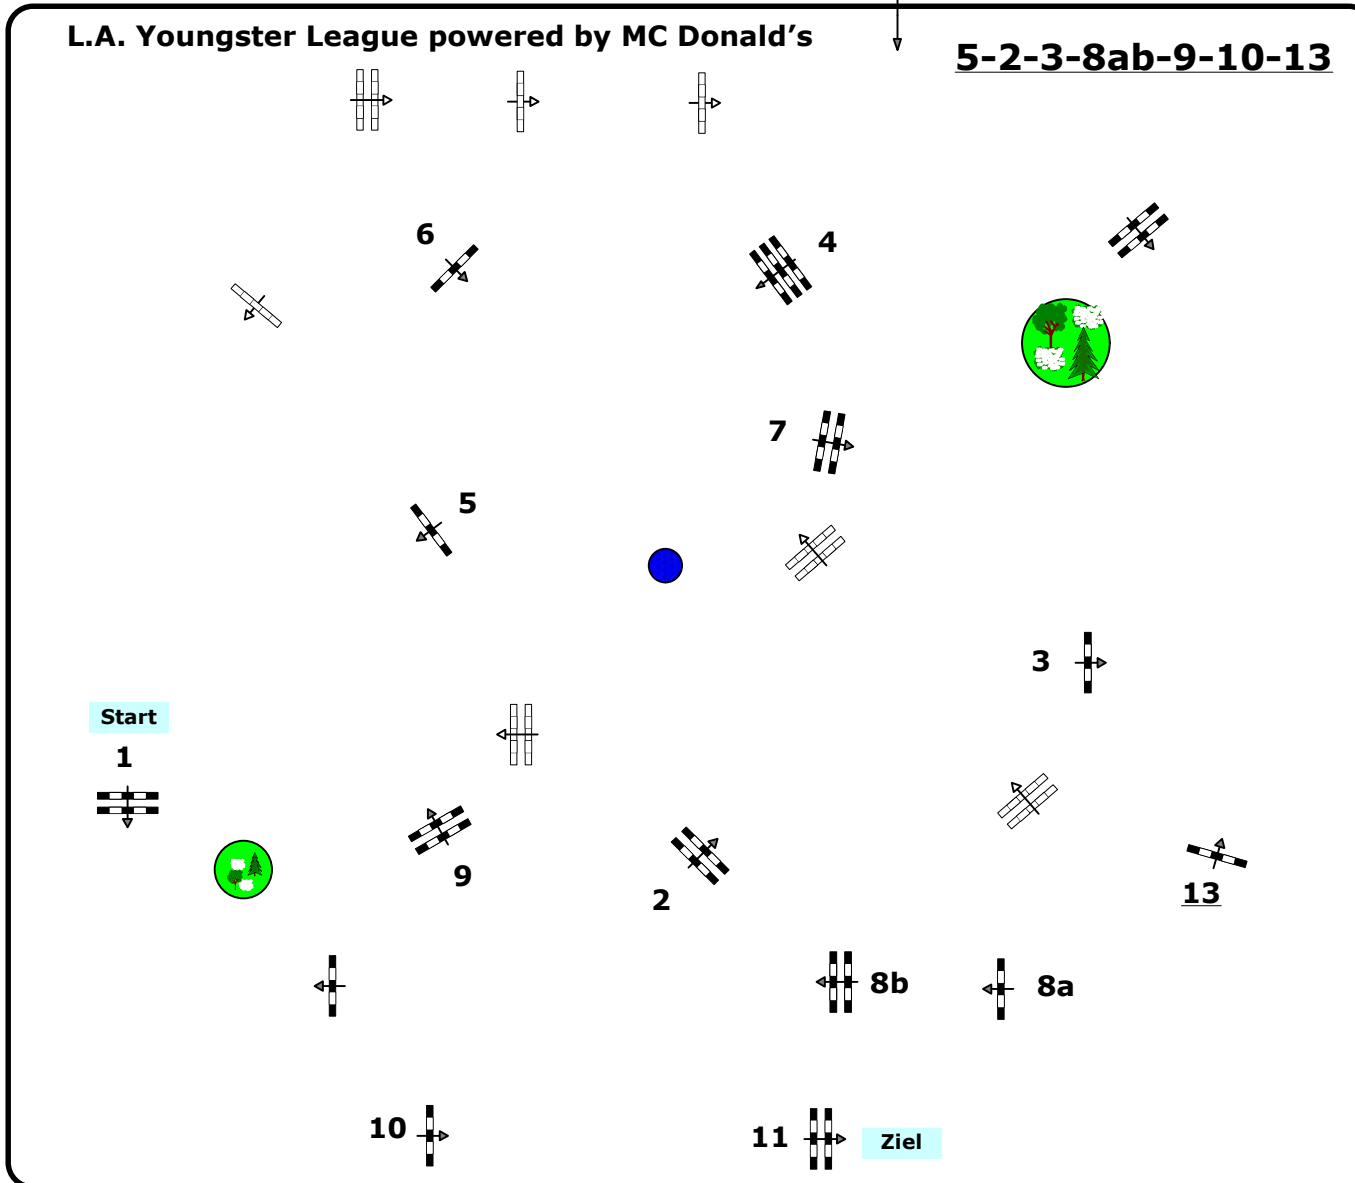 L.A. Youngster League powered by MC Donald’s
5-2-3-8ab-9-10-13
6
4
7
5
3
Start
1
9
2
13
8b
8a
10
11
Ziel